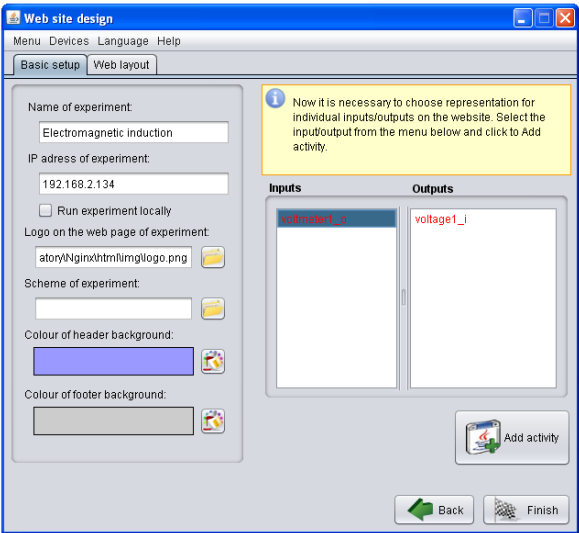 Web site design
Menu Devices Language Help
Basic setup Web layout
Name of experiment:
Electromagnetic induction
IP adress of experiment:
192.168.2.134
Run experiment locally
Logo on the web page of experiment:
atory\Nginx\html\img\logo.png
Scheme of experiment:
Colour of header background:
Colour of footer background:
Now it is necessary to choose representation for
individual inputs/outputs on the website. Select the
input/output from the menu below and click to Add
activity.
Inputs Outputs
voltmeter1_o voltage1_i
Add activity
Back Finish